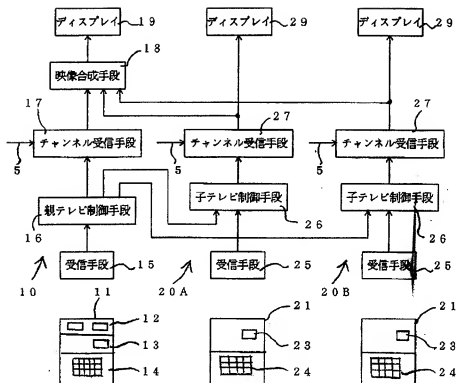 ディスプレイ 19
ディスプレイ 29
ディスプレイ 29
映像合成手段 18
17
チャンネル受信手段
27
チャンネル受信手段
27
チャンネル受信手段
5
5
5
親テレビ制御手段
16
子テレビ制御手段
26
子テレビ制御手段
26
受信手段 15
受信手段 25
受信手段 25
10
20A
20B
11
12
13
14
21
23
24
21
23
24